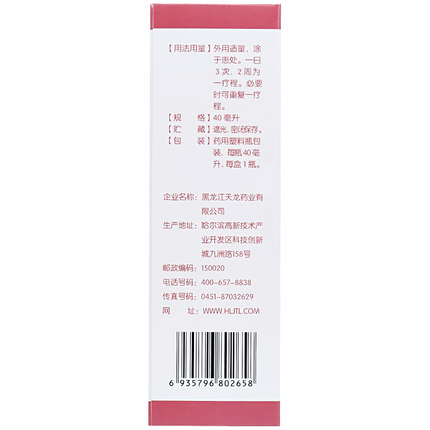 【用法用量】外用适量，涂
于患处。一日
3次，2周为
一疗程。必要
时可重复一疗
程。
【规　　格】40毫升
【贮　　藏】遮光，密闭保存。
【包　　装】药用塑料瓶包
装，每瓶40毫
升，每盒1瓶。
企业名称：黑龙江天龙药业有
限公司
生产地址：哈尔滨高新技术产
业开发区科技创新
城九洲路158号
邮政编码：150020
电话号码：400-657-8838
传真号码：0451-87032629
网　　址：WWW.HLJTL.COM
6 935796 802658